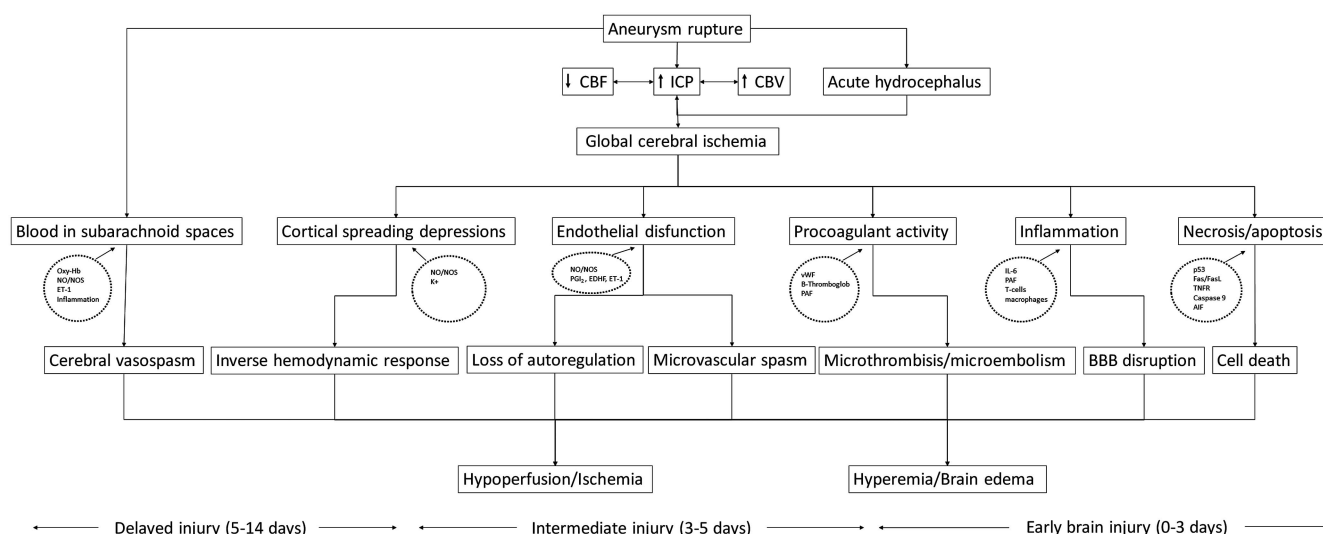 Aneurysm rupture
↓ CBF
↑ ICP
↑ CBV
Acute hydrocephalus
Global cerebral ischemia
Blood in subarachnoid spaces
Cortical spreading depressions
Endothelial disfunction
Procoagulant activity
Inflammation
Necrosis/apoptosis
Oxy-Hb
NO/NOS
ET-1
Inflammation
NO/NOS
K+
NO/NOS
PGI₂, EDHF, ET-1
vWF
B-Thromboglob
PAF
IL-6
PAF
T-cells
macrophages
p53
Fas/FasL
TNFR
Caspase 9
AIF
Cerebral vasospasm
Inverse hemodynamic response
Loss of autoregulation
Microvascular spasm
Microthrombisis/microembolism
BBB disruption
Cell death
Hypoperfusion/Ischemia
Hyperemia/Brain edema
Delayed injury (5-14 days)
Intermediate injury (3-5 days)
Early brain injury (0-3 days)